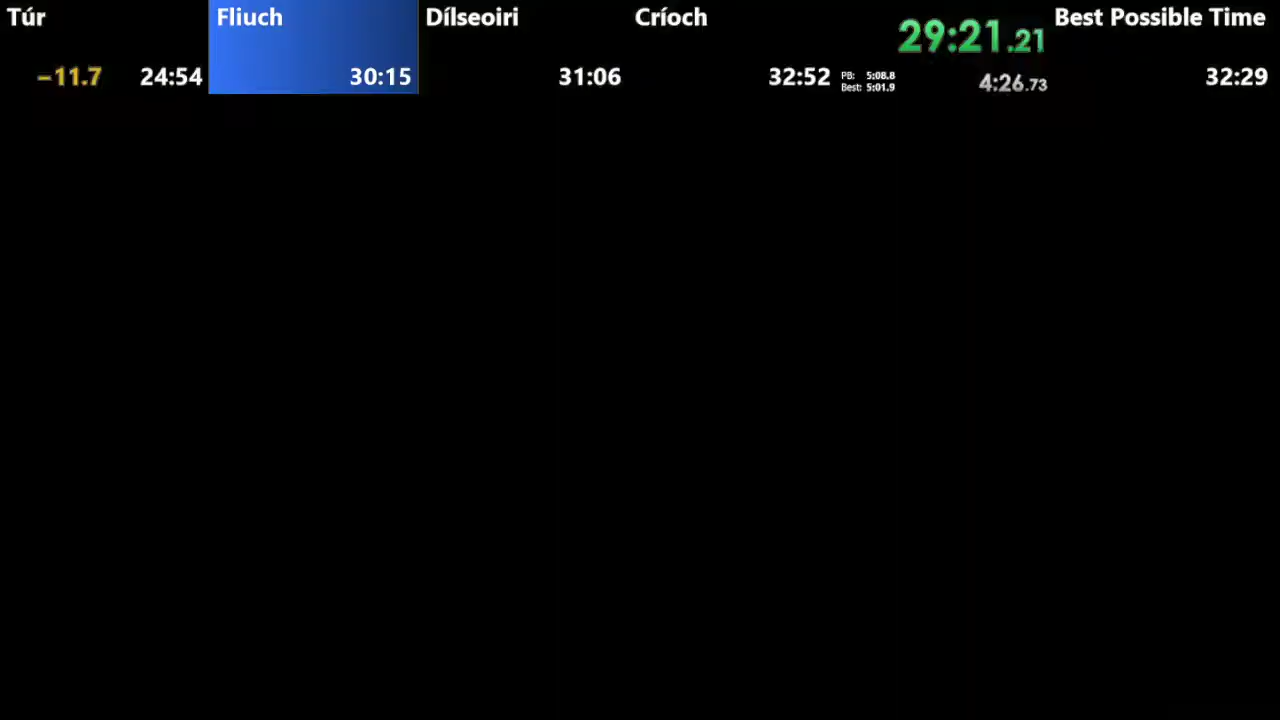 Túr Fliuch Dílseoiri Críoch 29:21.21 Best Possible Time
−11.7 24:54 30:15 31:06 32:52 PB: 5:08.8 4:26.73 32:29
Best: 5:01.9